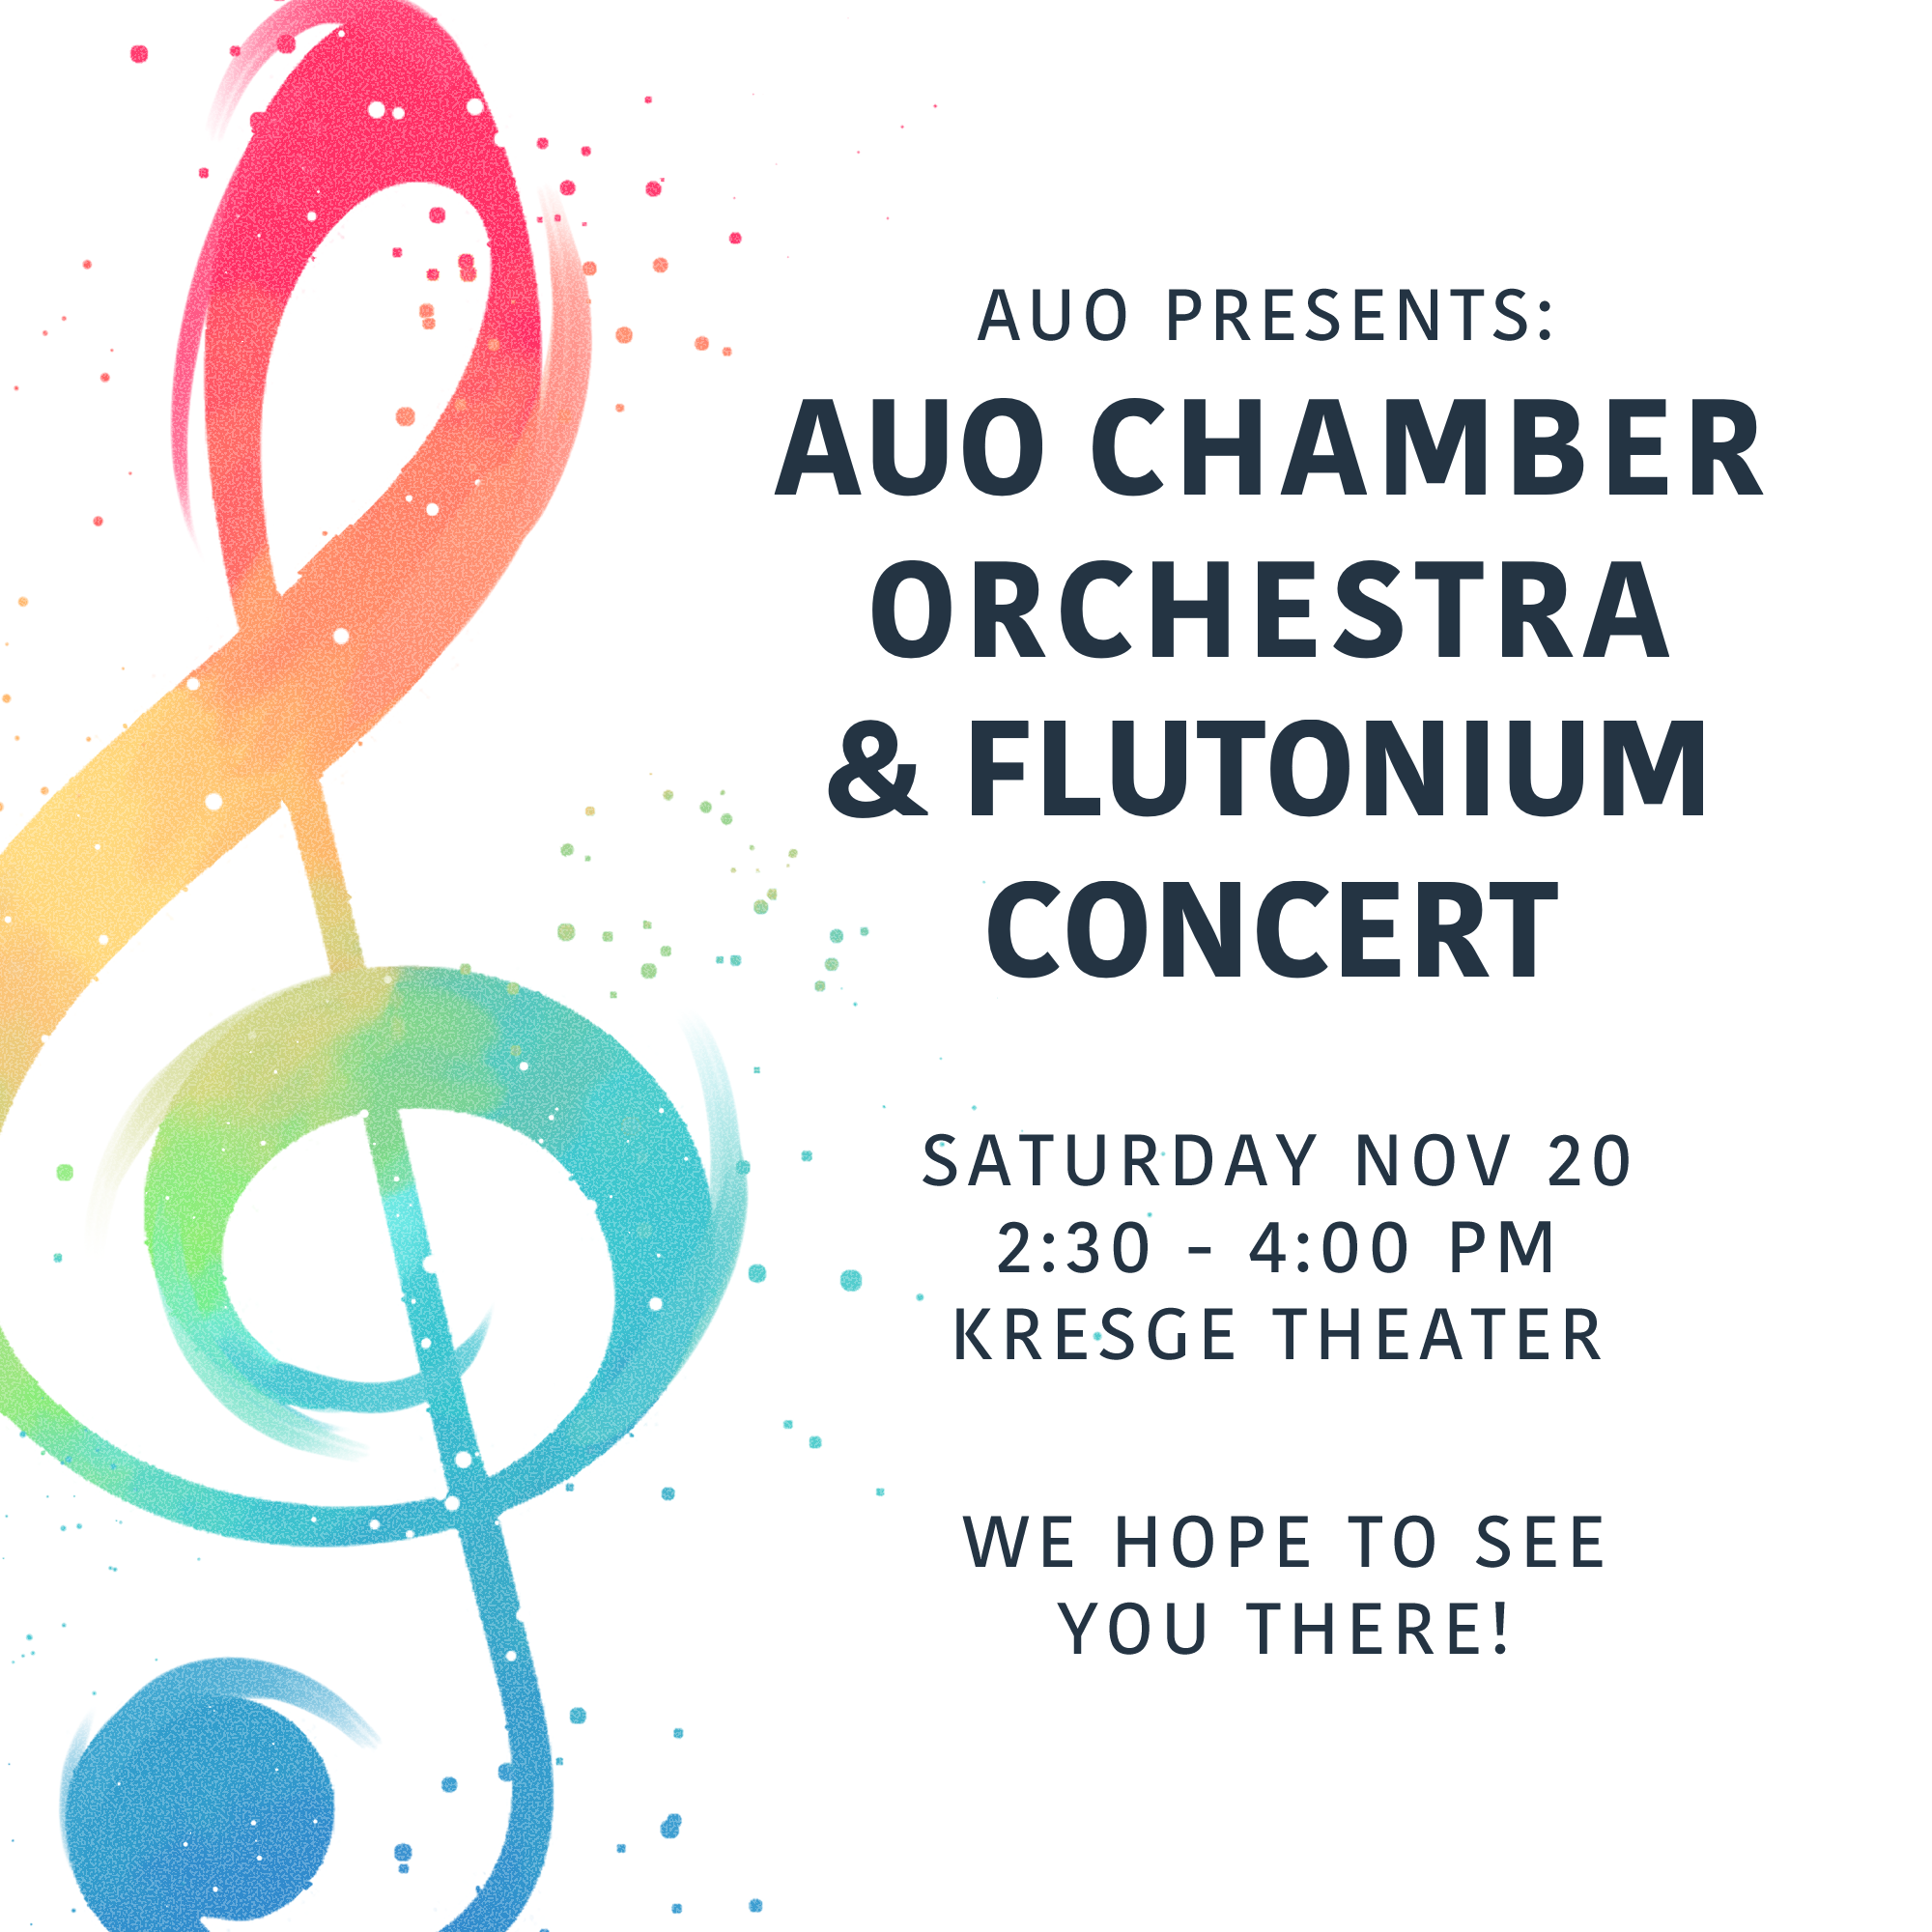 AUO PRESENTS:
AUO CHAMBER
ORCHESTRA
& FLUTONIUM
CONCERT
SATURDAY NOV 20
2:30 - 4:00 PM
KRESGE THEATER
WE HOPE TO SEE
YOU THERE!